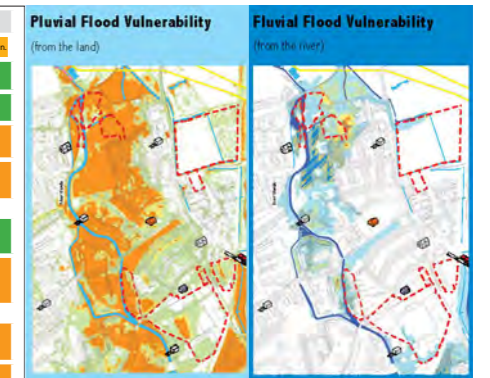 n.
Pluvial Flood Vulnerability
(from the land)
Fluvial Flood Vulnerability
(from the river)